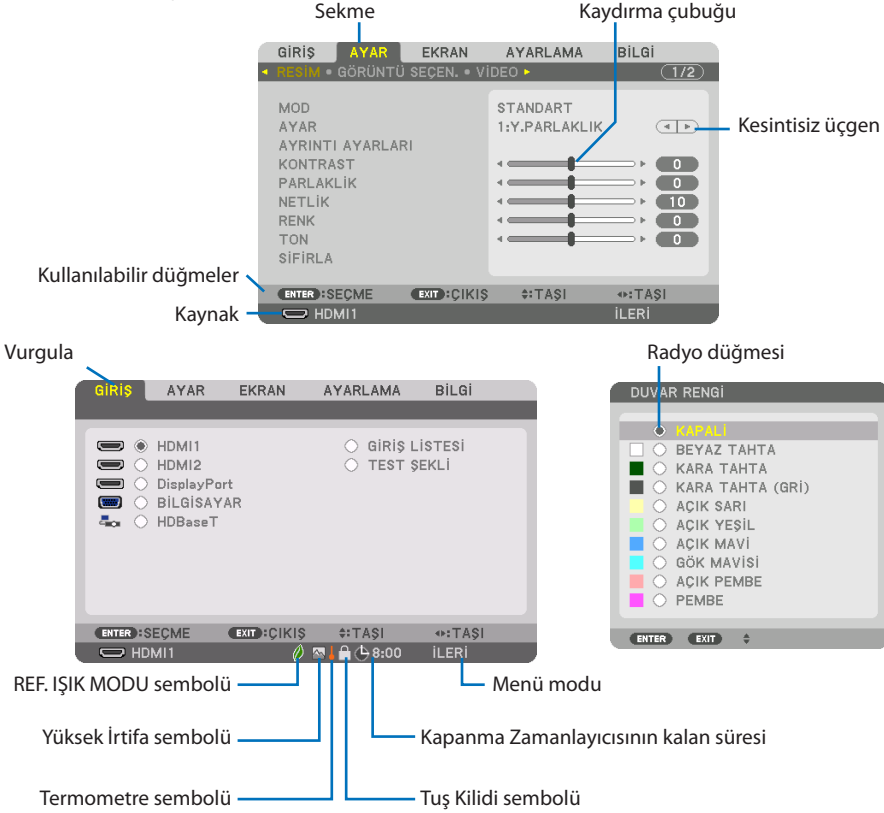 Sekme
Kaydırma çubuğu
GİRİŞ AYAR EKRAN AYARLAMA BİLGİ
RESİM • GÖRÜNTÜ SEÇEN. • VİDEO 1/2
MOD STANDART
AYAR 1:Y.PARLAKLIK
Kesintisiz üçgen
AYRINTI AYARLARI
KONTRAST 0
PARLAKLİK 0
NETLİK 10
RENK 0
TON 0
SİFİRLA
Kullanılabilir düğmeler
ENTER :SEÇME EXIT :ÇIKIŞ :TAŞI :TAŞI
Kaynak
HDMI1 İLERİ
Vurgula
GİRİŞ AYAR EKRAN AYARLAMA BİLGİ
HDMI1 GİRİŞ LİSTESİ
HDMI2 TEST ŞEKLİ
DisplayPort
BİLGİSAYAR
HDBaseT
ENTER :SEÇME EXIT :ÇIKIŞ :TAŞI :TAŞI
HDMI1 8:00 İLERİ
Radyo düğmesi
DUVAR RENGİ
KAPALİ
BEYAZ TAHTA
KARA TAHTA
KARA TAHTA (GRİ)
AÇIK SARI
AÇIK YEŞİL
AÇIK MAVİ
GÖK MAVİSİ
AÇIK PEMBE
PEMBE
ENTER EXIT
REF. IŞIK MODU sembolü
Menü modu
Yüksek İrtifa sembolü
Kapanma Zamanlayıcısının kalan süresi
Termometre sembolü
Tuş Kilidi sembolü